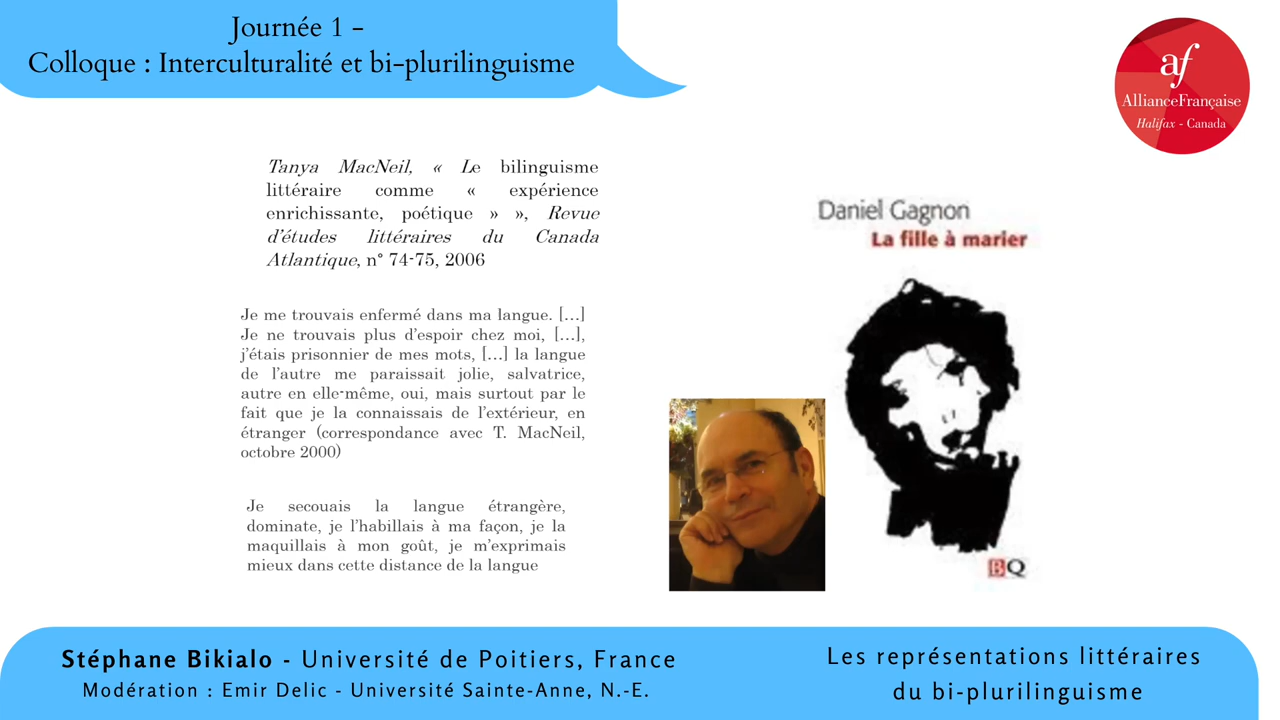 Journée 1 -
Colloque : Interculturalité et bi-plurilinguisme
af
AllianceFrançaise
Halifax - Canada
Tanya MacNeil, « Le bilinguisme
littéraire comme « expérience
enrichissante, poétique » », Revue
d'études littéraires du Canada
Atlantique, n° 74-75, 2006
Je me trouvais enfermé dans ma langue. [...]
Je ne trouvais plus d'espoir chez moi, [...],
j'étais prisonnier de mes mots, [...] la langue
de l'autre me paraissait jolie, salvatrice,
autre en elle-même, oui, mais surtout par le
fait que je la connaissais de l'extérieur, en
étranger (correspondance avec T. MacNeil,
octobre 2000)
Je secouais la langue étrangère,
dominate, je l'habillais à ma façon, je la
maquillais à mon goût, je m'exprimais
mieux dans cette distance de la langue
Daniel Gagnon
La fille à marier
BQ
Stéphane Bikialo - Université de Poitiers, France
Modération : Emir Delic - Université Sainte-Anne, N.-E.
Les représentations littéraires
du bi-plurilinguisme